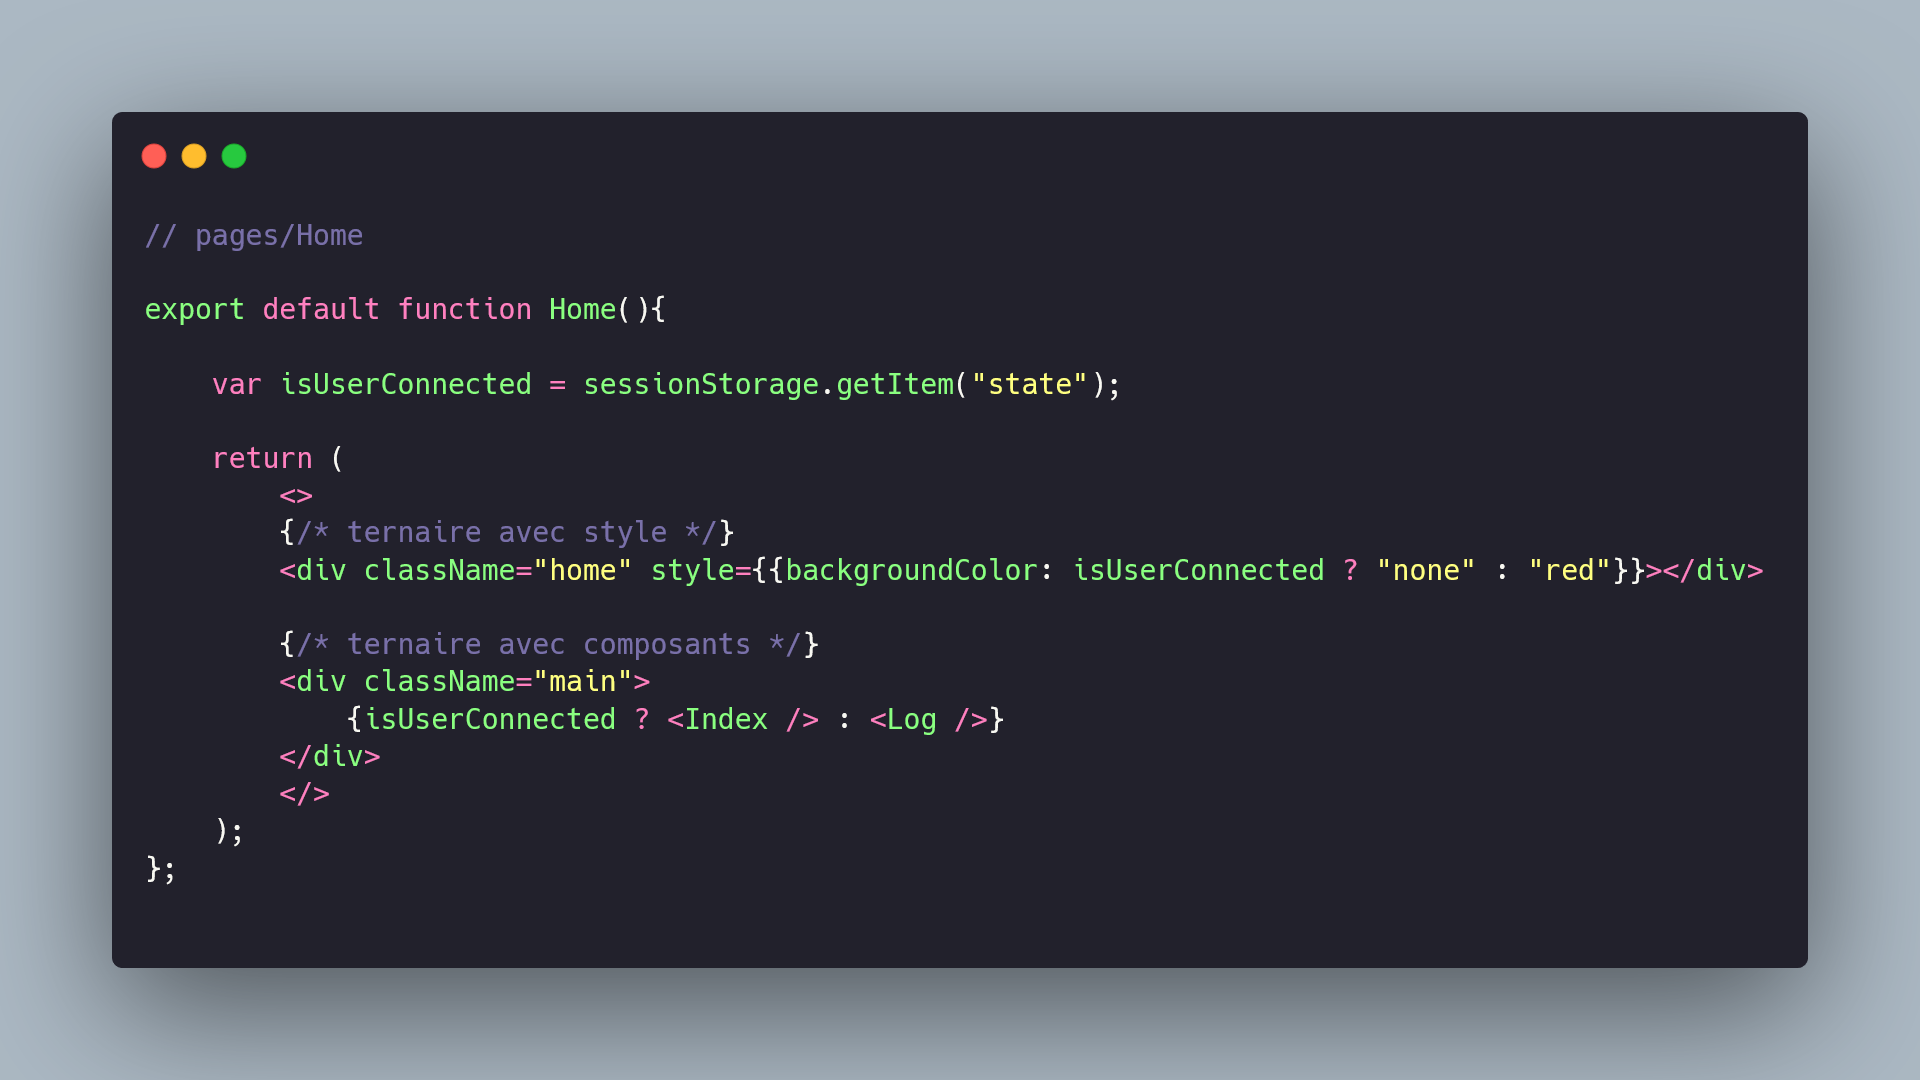 // pages/Home
export default function Home(){
var isUserConnected = sessionStorage.getItem("state");
return (
<>
{/* ternaire avec style */}
<div className="home" style={{backgroundColor: isUserConnected ? "none" : "red"}}></div>
{/* ternaire avec composants */}
<div className="main">
{isUserConnected ? <Index /> : <Log />}
</div>
</>
);
};